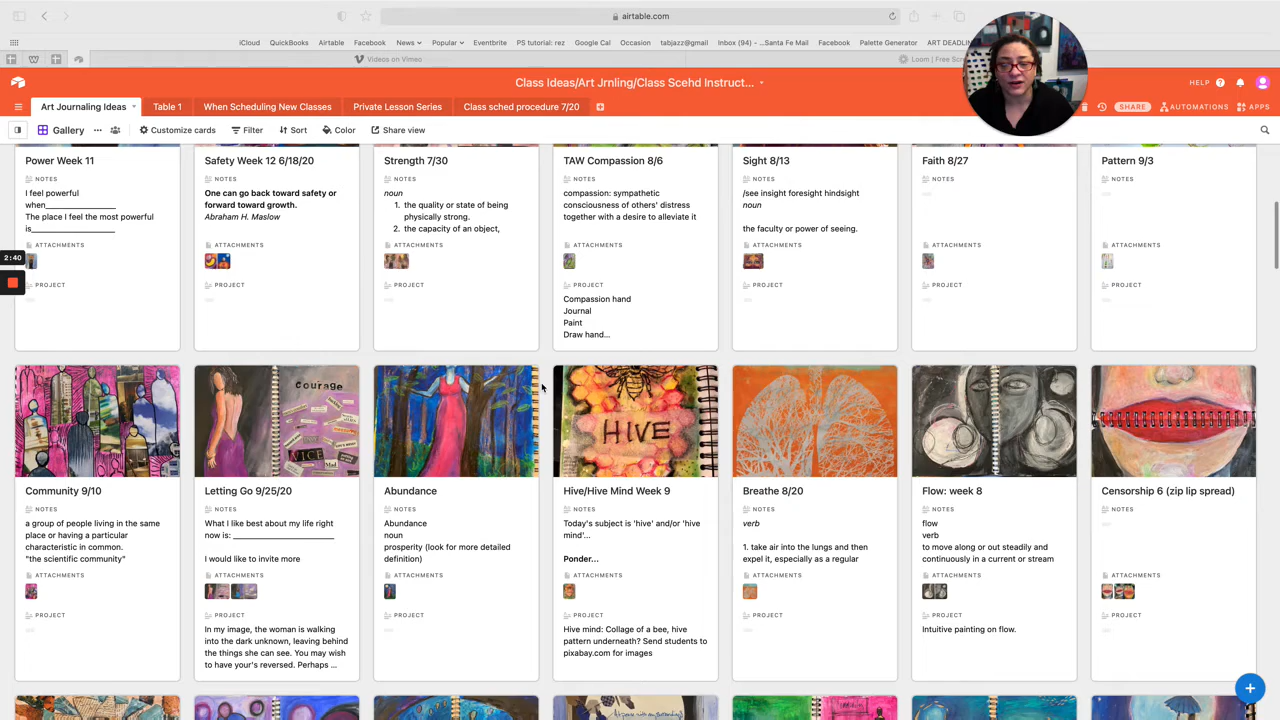 airtable.com
iCloud QuickBooks Airtable Facebook News Popular Eventbrite PS tutorial: rez Google Cal Occasion tabjazz@gmail Inbox (94) ...Santa Fe Mail Facebook Palette Generator ART DEADLIN
Videos on Vimeo Loom | Free Scre
Class Ideas/Art Jrnling/Class Scehd Instruct...
HELP
Art Journaling Ideas Table 1 When Scheduling New Classes Private Lesson Series Class sched procedure 7/20 SHARE AUTOMATIONS APPS
Gallery ... Customize cards Filter Sort Color Share view
Power Week 11
NOTES
I feel powerful
when____________________
The place I feel the most powerful
is________________________
ATTACHMENTS
PROJECT
Safety Week 12 6/18/20
NOTES
One can go back toward safety or
forward toward growth.
Abraham H. Maslow
ATTACHMENTS
PROJECT
Strength 7/30
NOTES
noun
1. the quality or state of being
physically strong.
2. the capacity of an object,
ATTACHMENTS
PROJECT
TAW Compassion 8/6
NOTES
compassion: sympathetic
consciousness of others' distress
together with a desire to alleviate it
ATTACHMENTS
PROJECT
Compassion hand
Journal
Paint
Draw hand...
Sight 8/13
NOTES
/see insight foresight hindsight
noun
the faculty or power of seeing.
ATTACHMENTS
PROJECT
Faith 8/27
NOTES
ATTACHMENTS
PROJECT
Pattern 9/3
NOTES
ATTACHMENTS
PROJECT
2:40
Community 9/10
NOTES
a group of people living in the same
place or having a particular
characteristic in common.
"the scientific community"
ATTACHMENTS
PROJECT
courage
NICE
Letting Go 9/25/20
NOTES
What I like best about my life right
now is: _______________________
I would like to invite more
ATTACHMENTS
PROJECT
In my image, the woman is walking
into the dark unknown, leaving behind
the things she can see. You may wish
to have your's reversed. Perhaps ...
Abundance
NOTES
Abundance
noun
prosperity (look for more detailed
definition)
ATTACHMENTS
PROJECT
HIVE
Hive/Hive Mind Week 9
NOTES
Today's subject is 'hive' and/or 'hive
mind'...
Ponder...
ATTACHMENTS
PROJECT
Hive mind: Collage of a bee, hive
pattern underneath? Send students to
pixabay.com for images
Breathe 8/20
NOTES
verb
1. take air into the lungs and then
expel it, especially as a regular
ATTACHMENTS
PROJECT
Flow: week 8
NOTES
flow
verb
to move along or out steadily and
continuously in a current or stream
ATTACHMENTS
PROJECT
Intuitive painting on flow.
Censorship 6 (zip lip spread)
NOTES
ATTACHMENTS
PROJECT